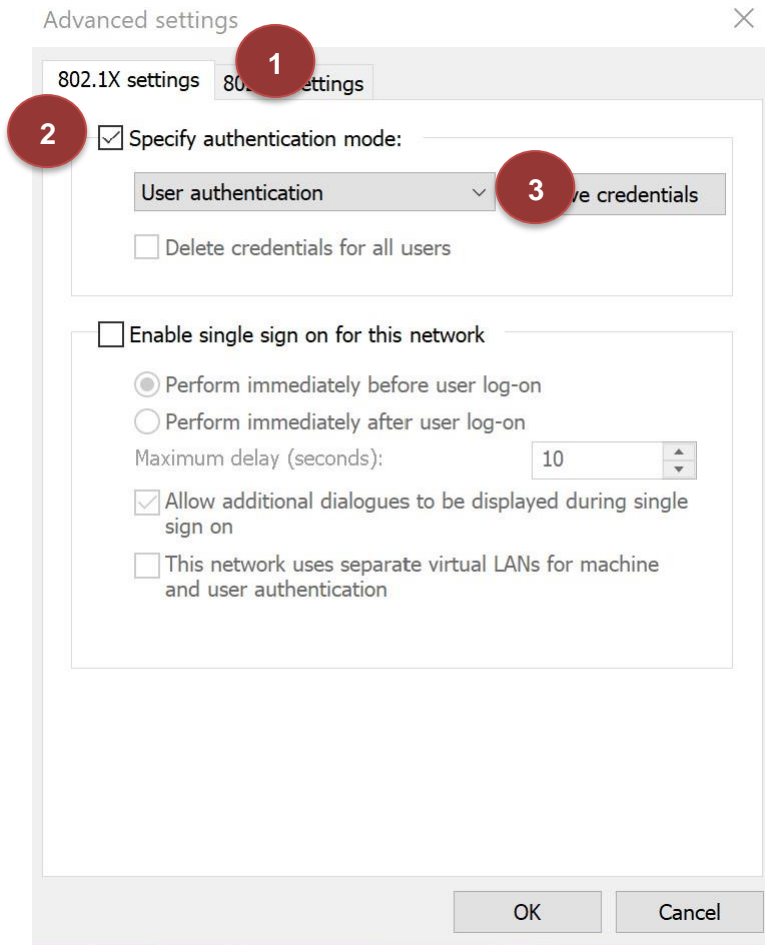 Advanced settings
1
802.1X settings
settings
2
Specify authentication mode:
User authentication
3
credentials
Delete credentials for all users
Enable single sign on for this network
Perform immediately before user log-on
Perform immediately after user log-on
Maximum delay (seconds):
10
Allow additional dialogues to be displayed during single
sign on
This network uses separate virtual LANs for machine
and user authentication
OK
Cancel